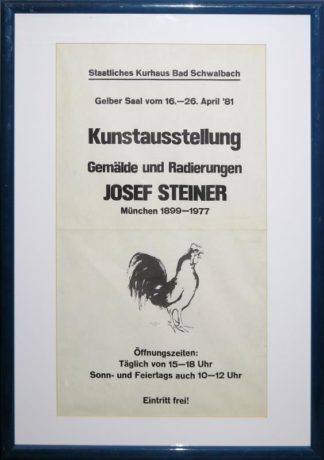 Staatliches Kurhaus Bad Schwalbach
Gelber Saal vom 16.—26. April '81
Kunstausstellung
Gemälde und Radierungen
JOSEF STEINER
München 1899—1977
Öffnungszeiten:
Täglich von 15—18 Uhr
Sonn- und Feiertags auch 10—12 Uhr
Eintritt frei!